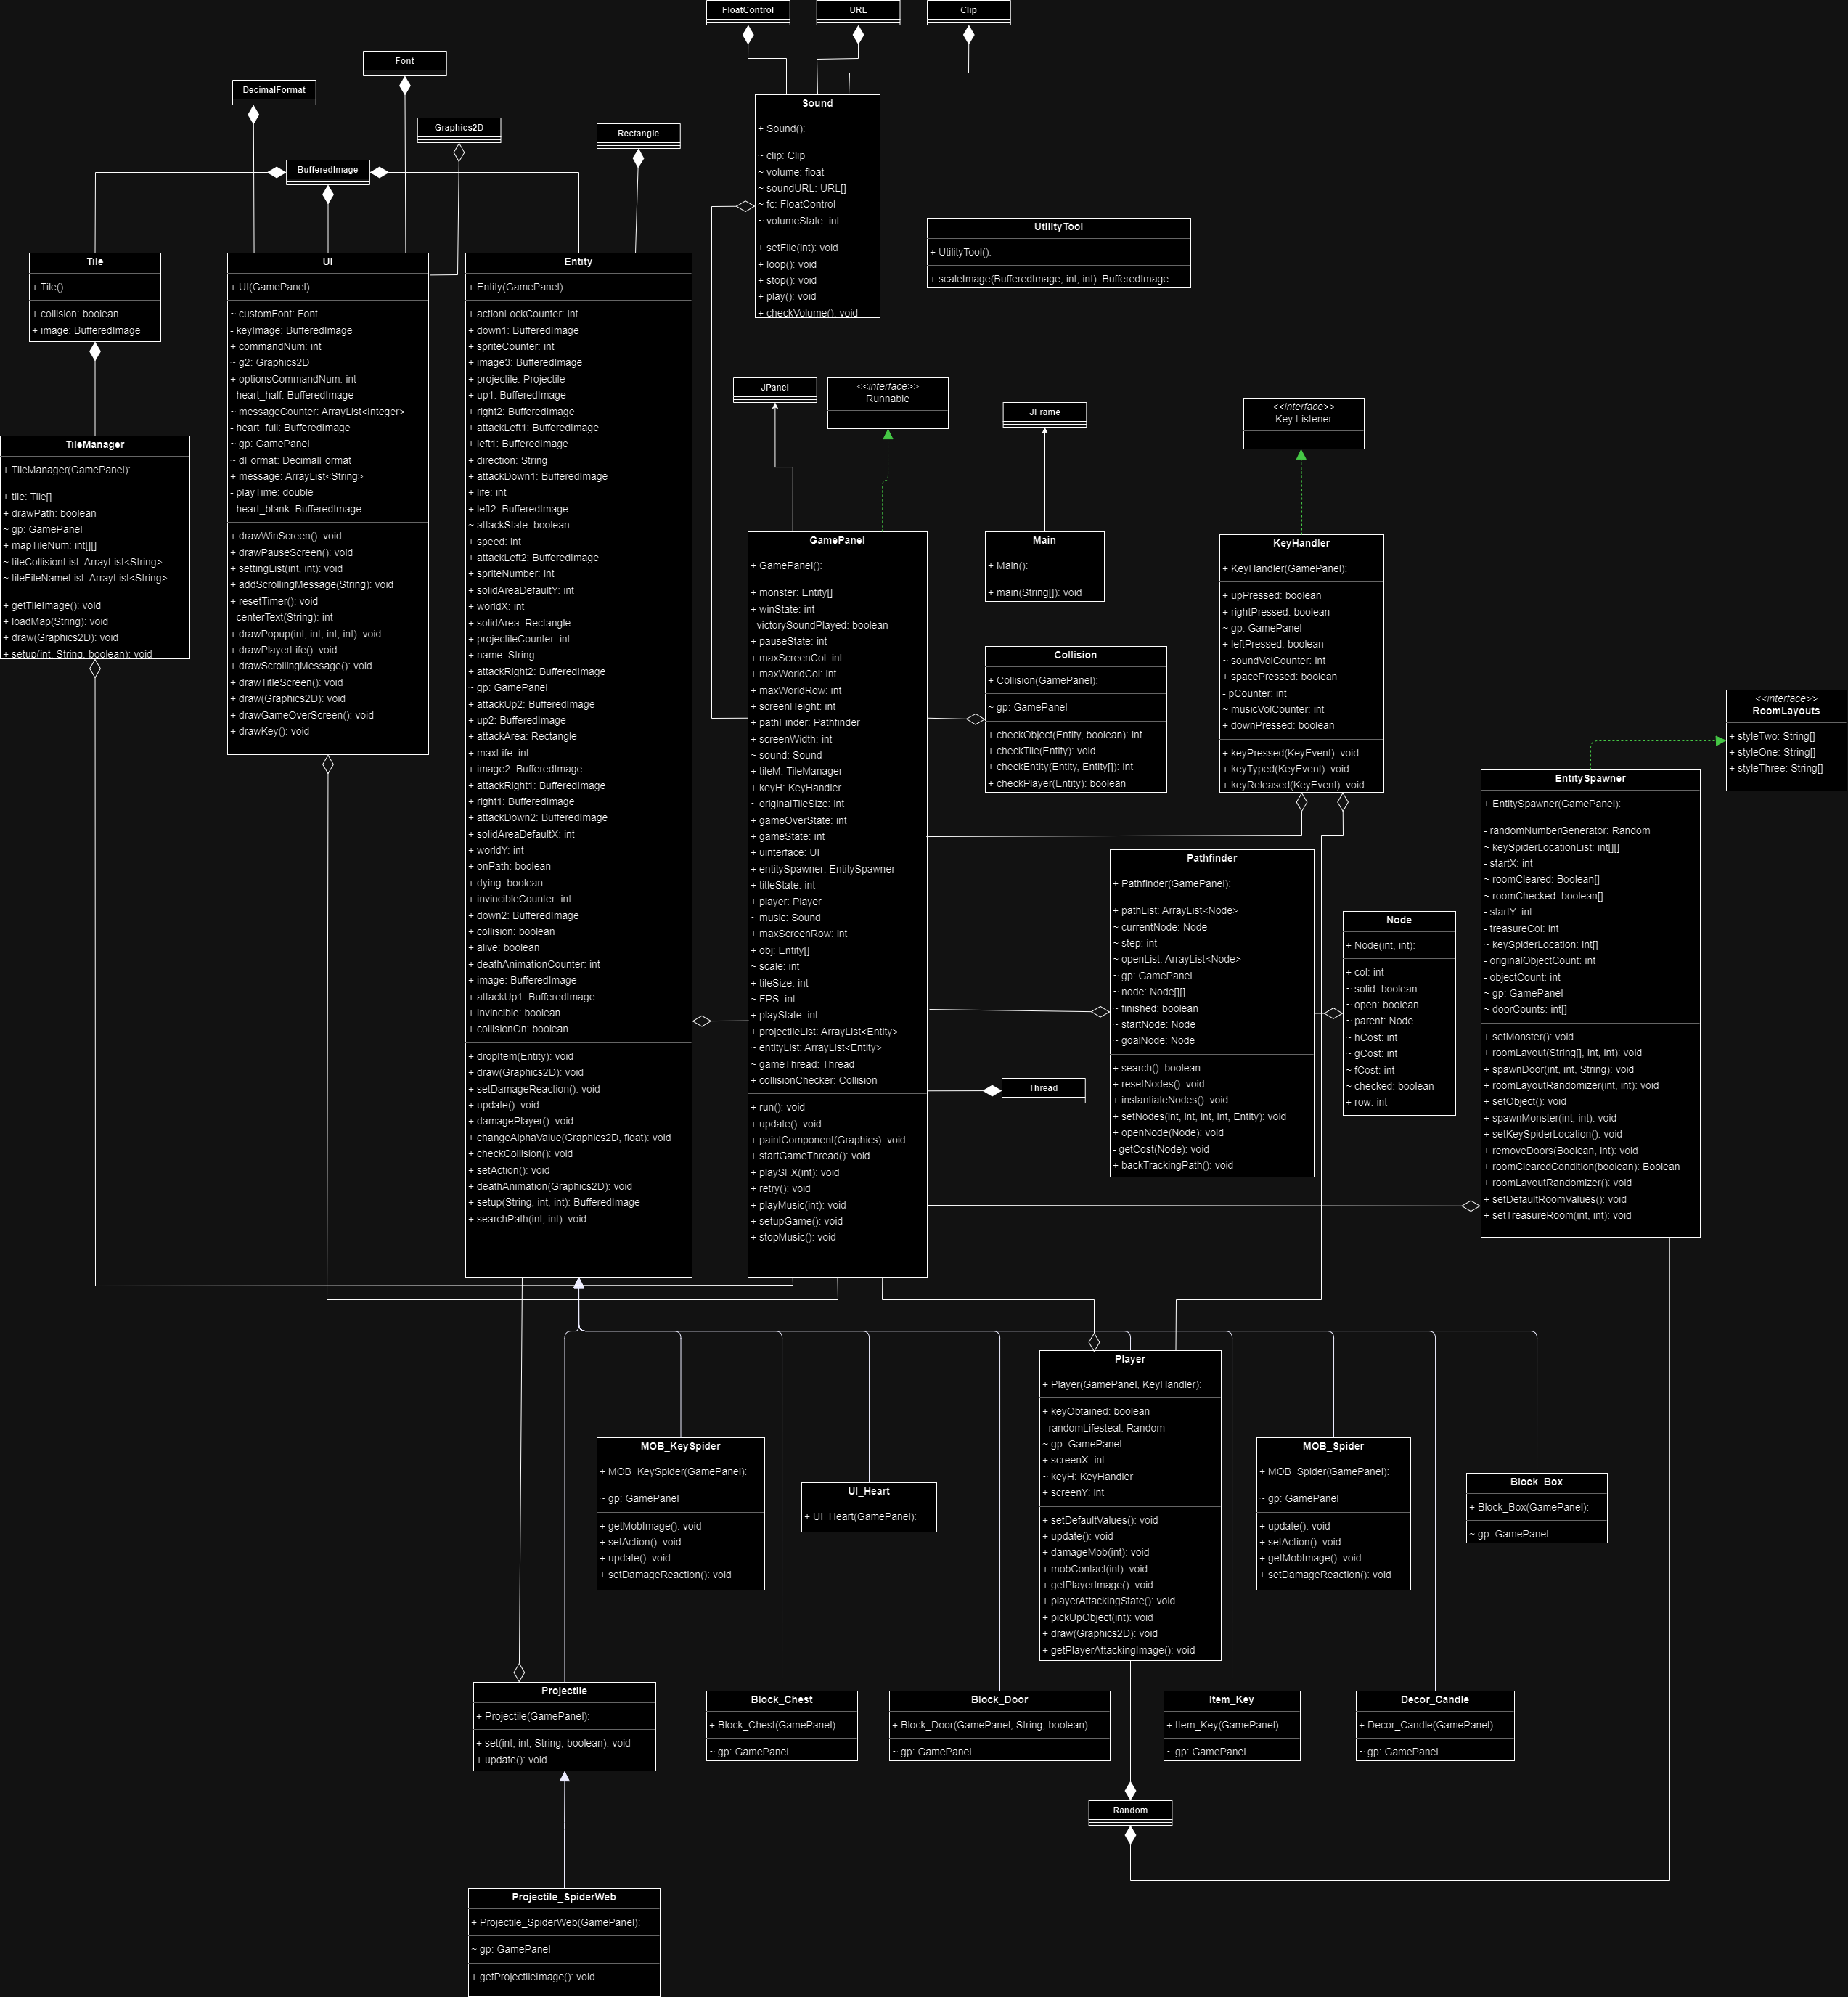 FloatControl
URL
Clip
Font
DecimalFormat
Graphics2D
Rectangle
BufferedImage
Sound
+ Sound():
~ clip: Clip
~ volume: float
~ soundURL: URL[]
~ fc: FloatControl
~ volumeState: int
+ setFile(int): void
+ loop(): void
+ stop(): void
+ play(): void
+ checkVolume(): void
UtilityTool
+ UtilityTool():
+ scaleImage(BufferedImage, int, int): BufferedImage
Tile
+ Tile():
+ collision: boolean
+ image: BufferedImage
TileManager
+ TileManager(GamePanel):
+ tile: Tile[]
+ drawPath: boolean
~ gp: GamePanel
+ mapTileNum: int[][]
~ tileCollisionList: ArrayList<String>
~ tileFileNameList: ArrayList<String>
+ getTileImage(): void
+ loadMap(String): void
+ draw(Graphics2D): void
+ setup(int, String, boolean): void
UI
+ UI(GamePanel):
~ customFont: Font
- keyImage: BufferedImage
+ commandNum: int
~ g2: Graphics2D
+ optionsCommandNum: int
- heart_half: BufferedImage
~ messageCounter: ArrayList<Integer>
- heart_full: BufferedImage
~ gp: GamePanel
~ dFormat: DecimalFormat
+ message: ArrayList<String>
- playTime: double
- heart_blank: BufferedImage
+ drawWinScreen(): void
+ drawPauseScreen(): void
+ settingList(int, int): void
+ addScrollingMessage(String): void
+ resetTimer(): void
- centerText(String): int
+ drawPopup(int, int, int, int): void
+ drawPlayerLife(): void
+ drawScrollingMessage(): void
+ drawTitleScreen(): void
+ draw(Graphics2D): void
+ drawGameOverScreen(): void
+ drawKey(): void
Entity
+ Entity(GamePanel):
+ actionLockCounter: int
+ down1: BufferedImage
+ spriteCounter: int
+ image3: BufferedImage
+ projectile: Projectile
+ up1: BufferedImage
+ right2: BufferedImage
+ attackLeft1: BufferedImage
+ left1: BufferedImage
+ direction: String
+ attackDown1: BufferedImage
+ life: int
+ left2: BufferedImage
~ attackState: boolean
+ speed: int
+ attackLeft2: BufferedImage
+ spriteNumber: int
+ solidAreaDefaultY: int
+ worldX: int
+ solidArea: Rectangle
+ projectileCounter: int
+ name: String
+ attackRight2: BufferedImage
~ gp: GamePanel
+ attackUp2: BufferedImage
+ up2: BufferedImage
+ attackArea: Rectangle
+ maxLife: int
+ image2: BufferedImage
+ attackRight1: BufferedImage
+ right1: BufferedImage
+ attackDown2: BufferedImage
+ solidAreaDefaultX: int
+ worldY: int
+ onPath: boolean
+ dying: boolean
+ invincibleCounter: int
+ down2: BufferedImage
+ collision: boolean
+ alive: boolean
+ deathAnimationCounter: int
+ image: BufferedImage
+ attackUp1: BufferedImage
+ invincible: boolean
+ collisionOn: boolean
+ dropItem(Entity): void
+ draw(Graphics2D): void
+ setDamageReaction(): void
+ update(): void
+ damagePlayer(): void
+ changeAlphaValue(Graphics2D, float): void
+ checkCollision(): void
+ setAction(): void
+ deathAnimation(Graphics2D): void
+ setup(String, int, int): BufferedImage
+ searchPath(int, int): void
JPanel
<<interface>>
Runnable
JFrame
<<interface>>
Key Listener
GamePanel
+ GamePanel():
+ monster: Entity[]
+ winState: int
- victorySoundPlayed: boolean
+ pauseState: int
+ maxScreenCol: int
+ maxWorldCol: int
+ maxWorldRow: int
+ screenHeight: int
+ pathFinder: Pathfinder
+ screenWidth: int
~ sound: Sound
+ tileM: TileManager
+ keyH: KeyHandler
~ originalTileSize: int
+ gameOverState: int
+ gameState: int
+ uinterface: UI
+ entitySpawner: EntitySpawner
+ titleState: int
+ player: Player
~ music: Sound
+ maxScreenRow: int
+ obj: Entity[]
~ scale: int
+ tileSize: int
~ FPS: int
+ playState: int
+ projectileList: ArrayList<Entity>
~ entityList: ArrayList<Entity>
~ gameThread: Thread
+ collisionChecker: Collision
+ run(): void
+ update(): void
+ paintComponent(Graphics): void
+ startGameThread(): void
+ playSFX(int): void
+ retry(): void
+ playMusic(int): void
+ setupGame(): void
+ stopMusic(): void
Main
+ Main():
+ main(String[]): void
Collision
+ Collision(GamePanel):
~ gp: GamePanel
+ checkObject(Entity, boolean): int
+ checkTile(Entity): void
+ checkEntity(Entity, Entity[]): int
+ checkPlayer(Entity): boolean
KeyHandler
+ KeyHandler(GamePanel):
+ upPressed: boolean
+ rightPressed: boolean
~ gp: GamePanel
+ leftPressed: boolean
~ soundVolCounter: int
+ spacePressed: boolean
- pCounter: int
~ musicVolCounter: int
+ downPressed: boolean
+ keyPressed(KeyEvent): void
+ keyTyped(KeyEvent): void
+ keyReleased(KeyEvent): void
<<interface>>
RoomLayouts
+ styleTwo: String[]
+ styleOne: String[]
+ styleThree: String[]
EntitySpawner
+ EntitySpawner(GamePanel):
- randomNumberGenerator: Random
~ keySpiderLocationList: int[][]
- startX: int
~ roomCleared: Boolean[]
~ roomChecked: boolean[]
- startY: int
- treasureCol: int
~ keySpiderLocation: int[]
- originalObjectCount: int
- objectCount: int
~ gp: GamePanel
~ doorCounts: int[]
+ setMonster(): void
+ roomLayout(String[], int, int): void
+ spawnDoor(int, int, String): void
+ roomLayoutRandomizer(int, int): void
+ setObject(): void
+ spawnMonster(int, int): void
+ setKeySpiderLocation(): void
+ removeDoors(Boolean, int): void
+ roomClearedCondition(boolean): Boolean
+ roomLayoutRandomizer(): void
+ setDefaultRoomValues(): void
+ setTreasureRoom(int, int): void
Pathfinder
+ Pathfinder(GamePanel):
+ pathList: ArrayList<Node>
~ currentNode: Node
~ step: int
~ openList: ArrayList<Node>
~ gp: GamePanel
~ node: Node[][]
~ finished: boolean
~ startNode: Node
~ goalNode: Node
+ search(): boolean
+ resetNodes(): void
+ instantiateNodes(): void
+ setNodes(int, int, int, int, Entity): void
+ openNode(Node): void
- getCost(Node): void
+ backTrackingPath(): void
Node
+ Node(int, int):
+ col: int
~ solid: boolean
~ open: boolean
~ parent: Node
~ hCost: int
~ gCost: int
~ fCost: int
~ checked: boolean
+ row: int
Thread
Player
+ Player(GamePanel, KeyHandler):
+ keyObtained: boolean
- randomLifesteal: Random
~ gp: GamePanel
+ screenX: int
~ keyH: KeyHandler
+ screenY: int
+ setDefaultValues(): void
+ update(): void
+ damageMob(int): void
+ mobContact(int): void
+ getPlayerImage(): void
+ playerAttackingState(): void
+ pickUpObject(int): void
+ draw(Graphics2D): void
+ getPlayerAttackingImage(): void
MOB_KeySpider
+ MOB_KeySpider(GamePanel):
~ gp: GamePanel
+ getMobImage(): void
+ setAction(): void
+ update(): void
+ setDamageReaction(): void
UI_Heart
+ UI_Heart(GamePanel):
MOB_Spider
+ MOB_Spider(GamePanel):
~ gp: GamePanel
+ update(): void
+ setAction(): void
+ getMobImage(): void
+ setDamageReaction(): void
Block_Box
+ Block_Box(GamePanel):
~ gp: GamePanel
Projectile
+ Projectile(GamePanel):
+ set(int, int, String, boolean): void
+ update(): void
Block_Chest
+ Block_Chest(GamePanel):
~ gp: GamePanel
Block_Door
+ Block_Door(GamePanel, String, boolean):
~ gp: GamePanel
Item_Key
+ Item_Key(GamePanel):
~ gp: GamePanel
Decor_Candle
+ Decor_Candle(GamePanel):
~ gp: GamePanel
Random
Projectile_SpiderWeb
+ Projectile_SpiderWeb(GamePanel):
~ gp: GamePanel
+ getProjectileImage(): void